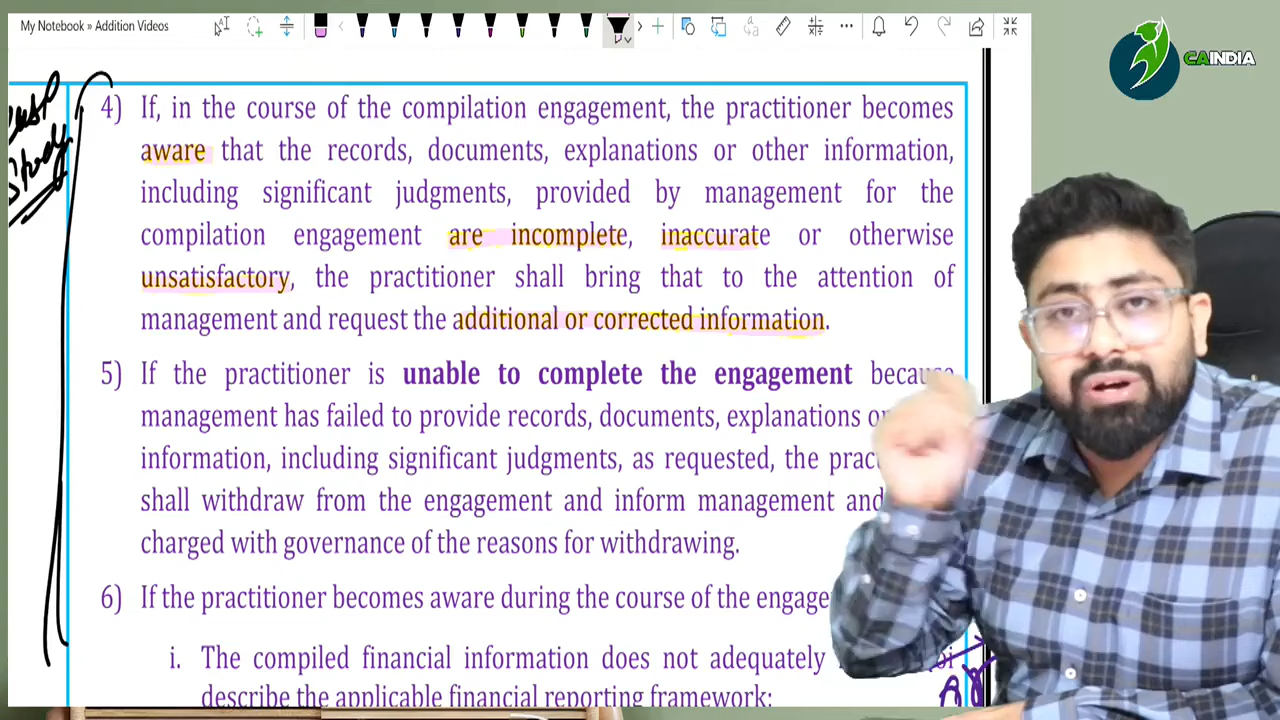 My Notebook » Addition Videos
CAINDIA
Study
4) If, in the course of the compilation engagement, the practitioner becomes
aware that the records, documents, explanations or other information,
including significant judgments, provided by management for the
compilation engagement are incomplete, inaccurate or otherwise
unsatisfactory, the practitioner shall bring that to the attention of
management and request the additional or corrected information.
5) If the practitioner is unable to complete the engagement because
management has failed to provide records, documents, explanations or
information, including significant judgments, as requested, the prac
shall withdraw from the engagement and inform management and
charged with governance of the reasons for withdrawing.
6) If the practitioner becomes aware during the course of the engage
i. The compiled financial information does not adequately
describe the applicable financial reporting framework;